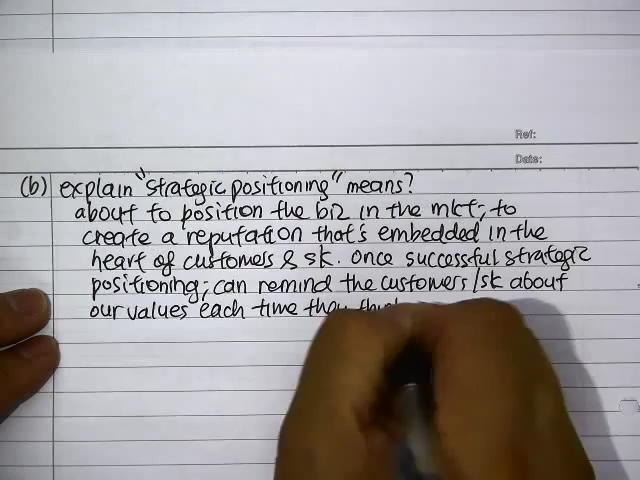 Ref:
Date:
(b) explain "strategic positioning" means?
about to position the biz in the mkt; to
create a reputation that's embedded in the
heart of customers & sk. Once successful strategic
positioning; can remind the customers/sk about
our values each time they